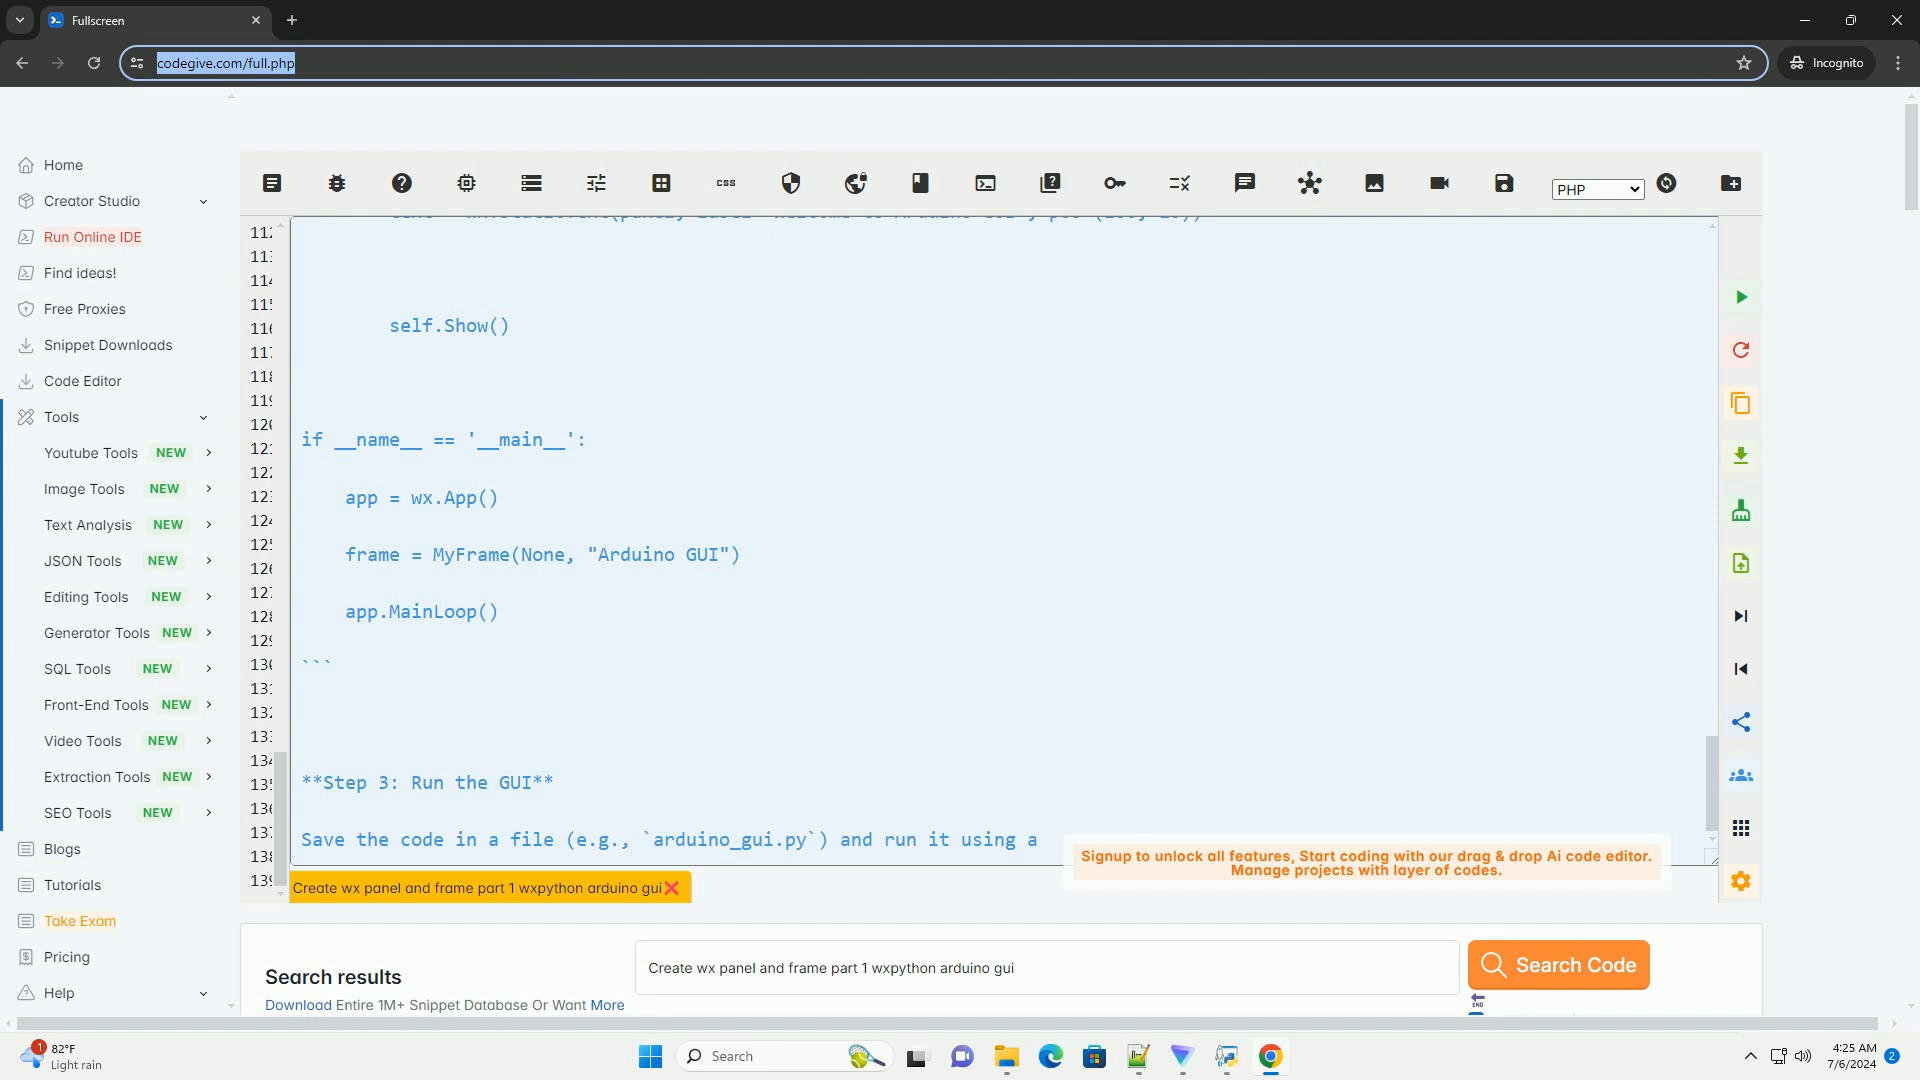 Fullscreen
codegive.com/full.php
Incognito
Home
Creator Studio
Run Online IDE
Find ideas!
Free Proxies
Snippet Downloads
Code Editor
Tools
Youtube Tools NEW
Image Tools NEW
Text Analysis NEW
JSON Tools NEW
Editing Tools NEW
Generator Tools NEW
SQL Tools NEW
Front-End Tools NEW
Video Tools NEW
Extraction Tools NEW
SEO Tools NEW
Blogs
Tutorials
Take Exam
Pricing
Help
css
PHP
self.Show()
if __name__ == '__main__':
app = wx.App()
frame = MyFrame(None, "Arduino GUI")
app.MainLoop()
```
**Step 3: Run the GUI**
Save the code in a file (e.g., `arduino_gui.py`) and run it using a
Signup to unlock all features, Start coding with our drag & drop Ai code editor.
Manage projects with layer of codes.
Create wx panel and frame part 1 wxpython arduino gui
Search results
Download Entire 1M+ Snippet Database Or Want More
Create wx panel and frame part 1 wxpython arduino gui
Search Code
END
1
82°F
Light rain
Search
4:25 AM
7/6/2024
2